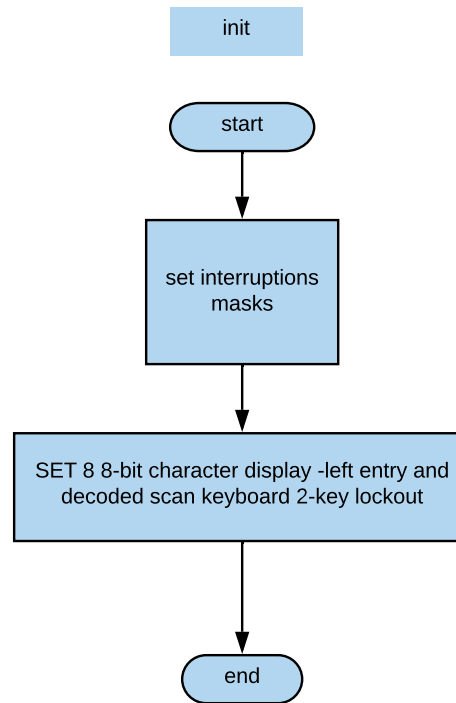 init
start
set interruptions
masks
SET 8 8-bit character display -left entry and
decoded scan keyboard 2-key lockout
end